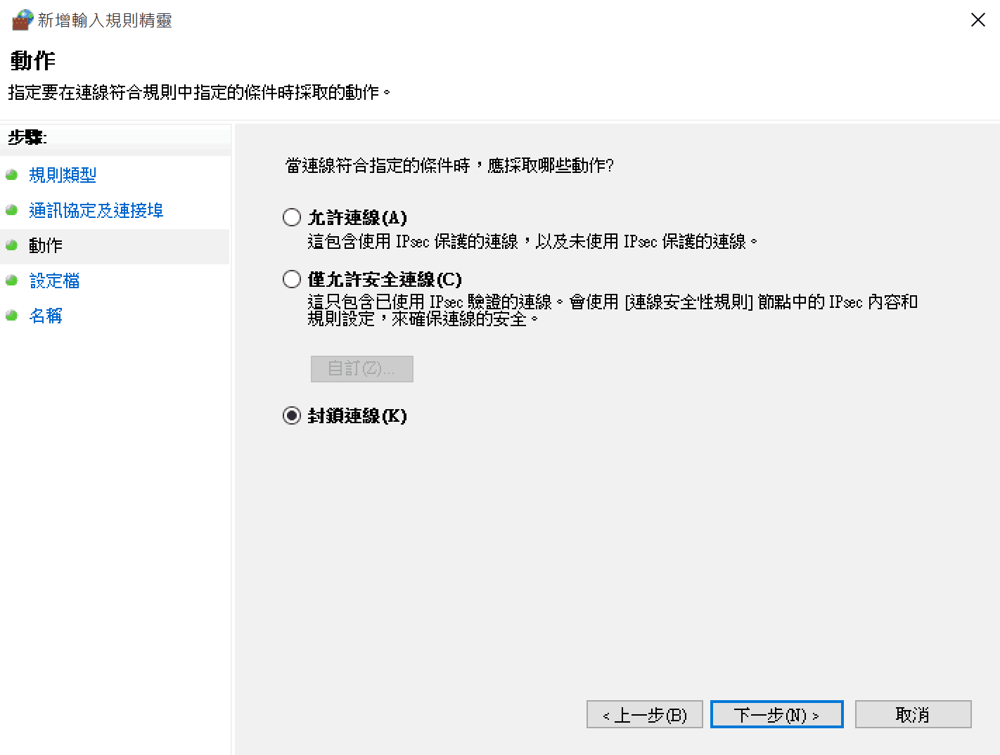 新增輸入規則精靈
動作
指定要在連線符合規則中指定的條件時採取的動作。
步驟:
規則類型
通訊協定及連接埠
動作
設定檔
名稱
當連線符合指定的條件時，應採取哪些動作?
允許連線(A)
這包含使用 IPsec 保護的連線，以及未使用 IPsec 保護的連線。
僅允許安全連線(C)
這只包含已使用 IPsec 驗證的連線。會使用 [連線安全性規則] 節點中的 IPsec 內容和
規則設定，來確保連線的安全。
自訂(Z)...
封鎖連線(K)
< 上一步(B)
下一步(N) >
取消